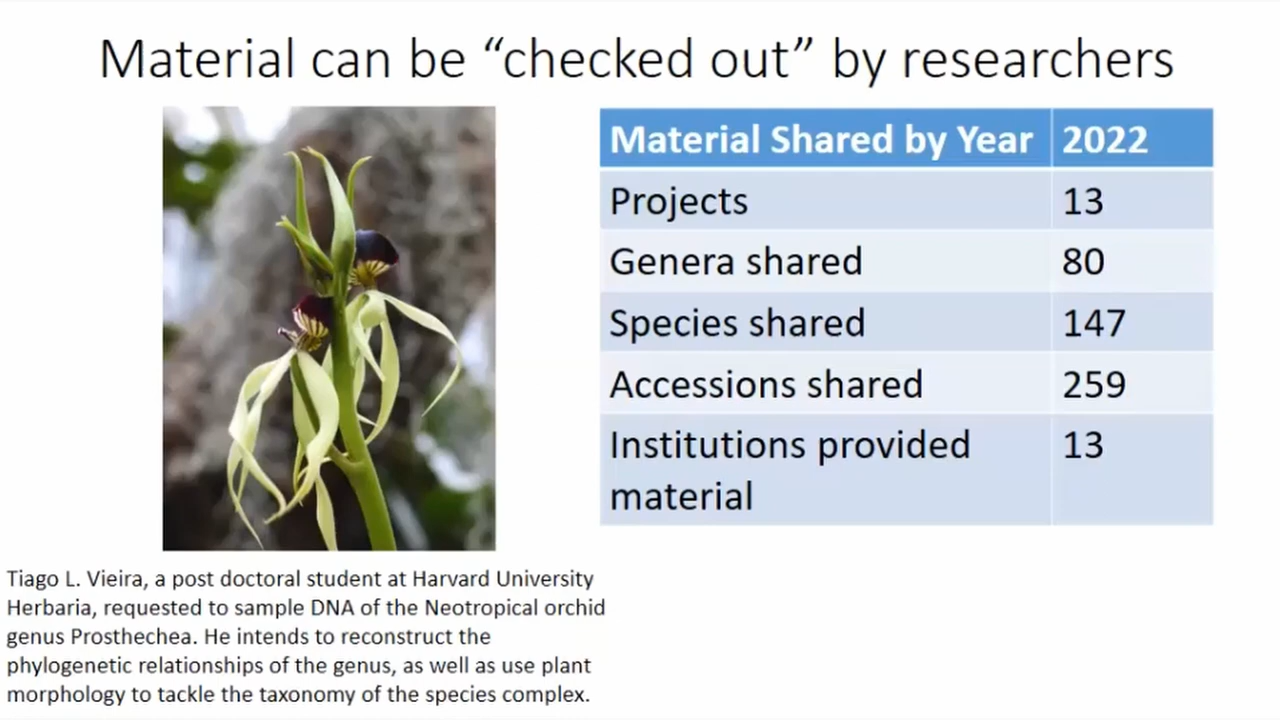 Material can be “checked out” by researchers
Material Shared by Year 2022
Projects 13
Genera shared 80
Species shared 147
Accessions shared 259
Institutions provided 13
material
Tiago L. Vieira, a post doctoral student at Harvard University
Herbaria, requested to sample DNA of the Neotropical orchid
genus Prosthechea. He intends to reconstruct the
phylogenetic relationships of the genus, as well as use plant
morphology to tackle the taxonomy of the species complex.